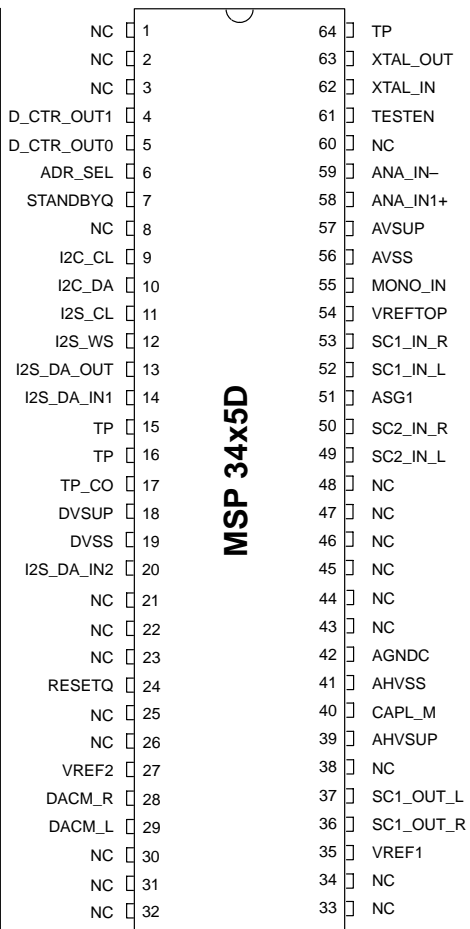 NC 1 64 TP
NC 2 63 XTAL_OUT
NC 3 62 XTAL_IN
D_CTR_OUT1 4 61 TESTEN
D_CTR_OUT0 5 60 NC
ADR_SEL 6 59 ANA_IN–
STANDBYQ 7 58 ANA_IN1+
NC 8 57 AVSUP
I2C_CL 9 56 AVSS
I2C_DA 10 55 MONO_IN
I2S_CL 11 54 VREFTOP
I2S_WS 12 53 SC1_IN_R
I2S_DA_OUT 13 52 SC1_IN_L
I2S_DA_IN1 14 51 ASG1
TP 15 50 SC2_IN_R
TP 16 49 SC2_IN_L
TP_CO 17 48 NC
DVSUP 18 47 NC
DVSS 19 46 NC
I2S_DA_IN2 20 45 NC
NC 21 44 NC
NC 22 43 NC
NC 23 42 AGNDC
RESETQ 24 41 AHVSS
NC 25 40 CAPL_M
NC 26 39 AHVSUP
VREF2 27 38 NC
DACM_R 28 37 SC1_OUT_L
DACM_L 29 36 SC1_OUT_R
NC 30 35 VREF1
NC 31 34 NC
NC 32 33 NC
MSP 34x5D